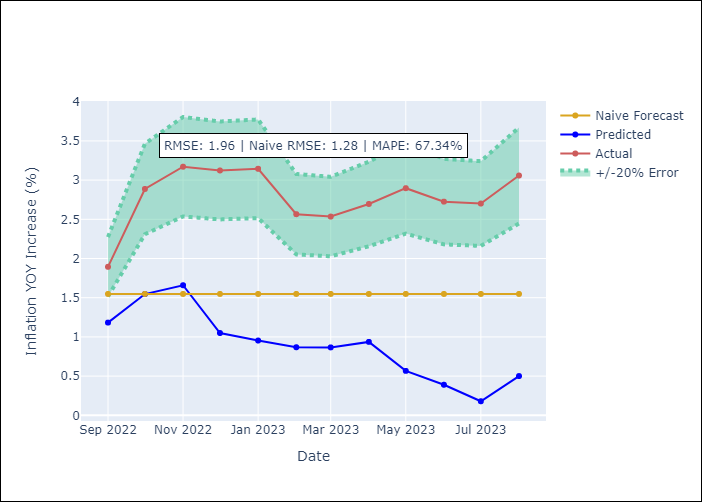 4
3.5
3
2.5
2
1.5
1
0.5
0
Inflation YOY Increase (%)
RMSE: 1.96 | Naive RMSE: 1.28 | MAPE: 67.34%
Sep 2022
Nov 2022
Jan 2023
Mar 2023
May 2023
Jul 2023
Date
Naive Forecast
Predicted
Actual
+/-20% Error